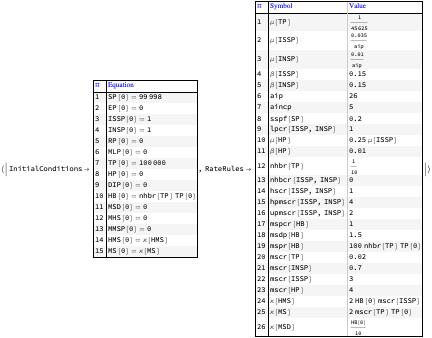 <|InitialConditions→
# Equation
1 SP[0] = 99 998
2 EP[0] = 0
3 ISSP[0] = 1
4 INSP[0] = 1
5 RP[0] = 0
6 MLP[0] = 0
7 TP[0] = 100 000
8 HP[0] = 0
9 DIP[0] = 0
10 HB[0] = nhbr[TP] TP[0]
11 MSD[0] = 0
12 MHS[0] = 0
13 MMSP[0] = 0
14 HMS[0] = κ[HMS]
15 MS[0] = κ[MS]
, RateRules→
# Symbol Value
1 μ[TP] 1/45625
2 μ[ISSP] 0.035/aip
3 μ[INSP] 0.01/aip
4 β[ISSP] 0.15
5 β[INSP] 0.15
6 aip 26
7 aincp 5
8 sspf[SP] 0.2
9 lpcr[ISSP, INSP] 1
10 μ[HP] 0.25 μ[ISSP]
11 β[HP] 0.01
12 nhbr[TP] 1/10
13 nhbcr[ISSP, INSP] 0
14 hscr[ISSP, INSP] 1
15 hpmscr[ISSP, INSP] 4
16 upmscr[ISSP, INSP] 2
17 mspcr[HB] 1
18 msdp[HB] 1.5
19 mspr[HB] 100 nhbr[TP] TP[0]
20 mscr[TP] 0.02
21 mscr[INSP] 0.7
22 mscr[ISSP] 3
23 mscr[HP] 4
24 κ[HMS] 2 HB[0] mscr[ISSP]
25 κ[MS] 2 mscr[TP] TP[0]
26 κ[MSD] HB[0]/10
|>